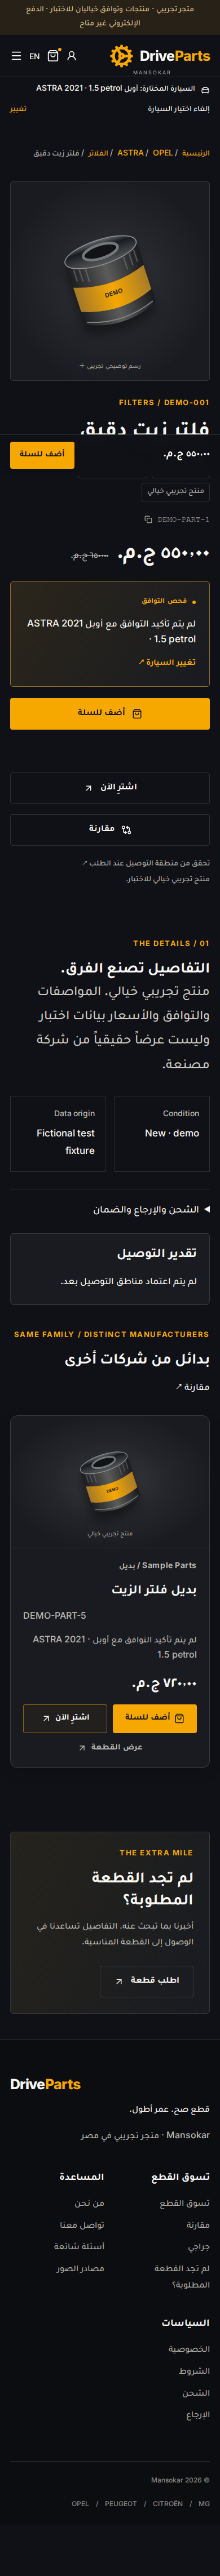 متجر تجريبي - منتجات وتوافق خياليان للاختبار - الدفع
الإلكتروني غير متاح
EN
DriveParts
MANSOKAR
السيارة المختارة: أوبل ASTRA 2021 · 1.5 petrol
إلغاء اختيار السيارة
تغيير
الرئيسية / OPEL / ASTRA / الفلاتر / فلتر زيت دقيق
DEMO
رسم توضيحي تجريبي +
FILTERS / DEMO-001
فلتر زيت دقيق
٥٥٠٫٠٠ ج.م.
أضف للسلة
منتج تجريبي خيالي
DEMO-PART-1
٥٥٠٫٠٠ ج.م.
فحص التوافق
لم يتم تأكيد التوافق مع أوبل ASTRA 2021
· 1.5 petrol
تغيير السيارة ↗
أضف للسلة
اشترِ الآن
مقارنة
تحقق من منطقة التوصيل عند الطلب ↗
منتج تجريبي خيالي للاختبار.
THE DETAILS / 01
التفاصيل تصنع الفرق.
منتج تجريبي خيالي. المواصفات
والتوافق والأسعار بيانات اختبار
وليست عرضًا حقيقيًا من شركة
مصنعة.
Condition
New · demo
Data origin
Fictional test
fixture
الشحن والإرجاع والضمان
تقدير التوصيل
لم يتم اعتماد مناطق التوصيل بعد.
SAME FAMILY / DISTINCT MANUFACTURERS
بدائل من شركات أخرى
مقارنة ↗
DEMO
منتج تجريبي خيالي
Sample Parts / بديل
بديل فلتر الزيت
DEMO-PART-5
لم يتم تأكيد التوافق مع أوبل ASTRA 2021 ·
1.5 petrol
٧٢٠٫٠٠ ج.م.
أضف للسلة
اشترِ الآن
عرض القطعة
THE EXTRA MILE
لم تجد القطعة
المطلوبة؟
أخبرنا بما تبحث عنه. التفاصيل تساعدنا في
الوصول إلى القطعة المناسبة.
اطلب قطعة
DriveParts
قطع صح. عمر أطول.
Mansokar · متجر تجريبي في مصر
تسوق القطع
تسوق القطع
مقارنة
جراجي
لم تجد القطعة
المطلوبة؟
المساعدة
من نحن
تواصل معنا
أسئلة شائعة
مصادر الصور
السياسات
الخصوصية
الشروط
الشحن
الإرجاع
© 2026 Mansokar
OPEL / PEUGEOT / CITROËN / MG